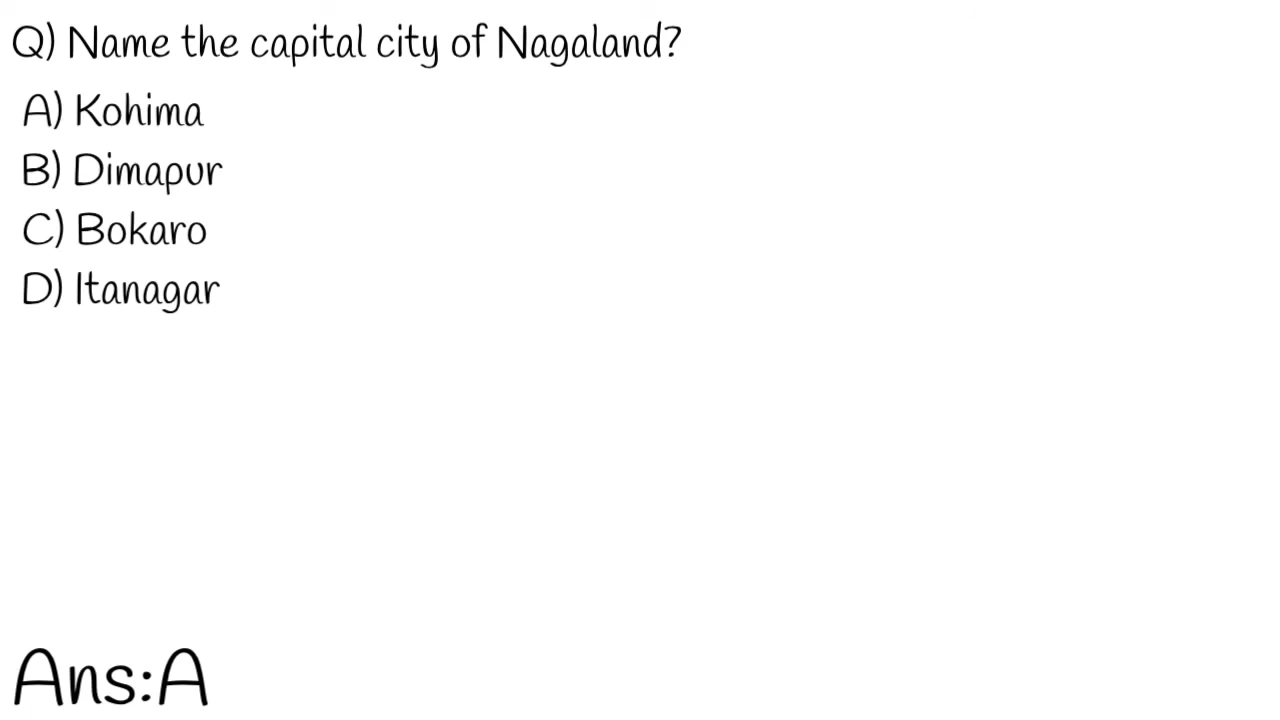 Q) Name the capital city of Nagaland?
A) Kohima
B) Dimapur
C) Bokaro
D) Itanagar
Ans:A